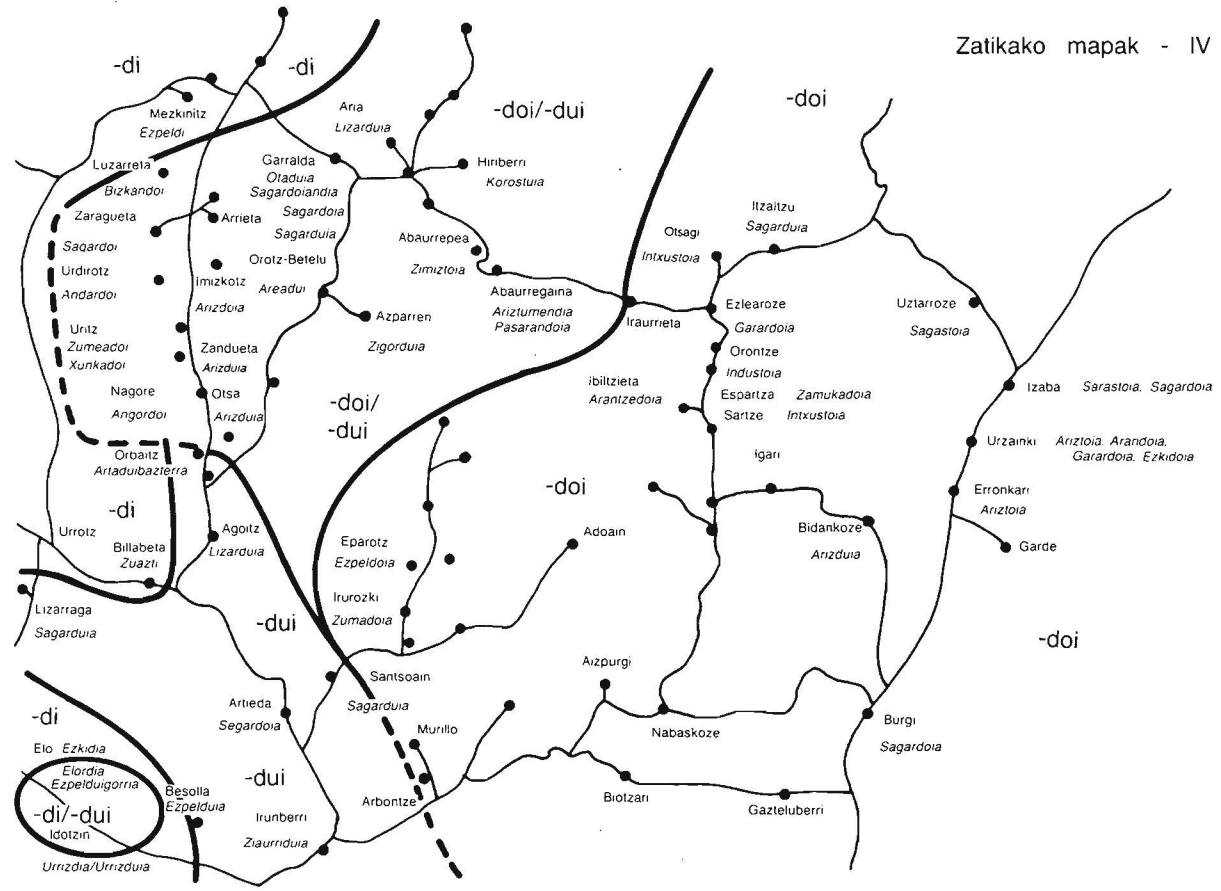 Zatikako mapak - IV
-di
-di
-doi/-dui
-doi
Mezkinitz
Ezpeldi
Aria
Lizarduia
Luzarreta
Bizkandoi
Garralda
Otaduia
Sagardoiandia
Sagardoia
Sagarduia
Hiriberri
Korostuia
Zaragueta
Sagardoi
Arrieta
Urdirotz
Andardoi
Imizkotz
Arizdoia
Orotz-Betelu
Areadui
Abaurrepea
Zimiztoia
Abaurregaina
Ariztumendia
Pasarandoia
Otsagi
Intxustoia
Itzaitzu
Sagarduia
Iraurrieta
Ezlearoze
Garardoia
Uztarroze
Sagastoia
Uritz
Zumeadoi
Xunkadoi
Zandueta
Arizduia
Azparren
Zigorduia
Orontze
Industoia
Nagore
Angordoi
Otsa
Arizduia
-doi/
-dui
Ibiltzieta
Arantzedoia
Espartza Zamukadoia
Sartze Intxustoia
Izaba Sarastoia. Sagardoia
Urzainki Ariztoia. Arandoia.
Garardoia. Ezkidoia
Orbaitz
Artaduibazterra
Igari
-doi
Erronkari
Ariztoia
-di
Urrotz
Billabeta
Zuazti
Agoitz
Lizarduia
Eparotz
Ezpeldoia
Adoain
Bidankoze
Arizduia
Garde
Lizarraga
Sagarduia
-dui
Irurozki
Zumadoia
-doi
Santsoain
Sagarduia
Aizpurgi
-di
Artieda
Segardoia
Murillo
Nabaskoze
Burgi
Sagardoia
Elo Ezkidia
Elordia
Ezpelduigorria
-di/-dui
Idotzin
Urrizdia/Urrizduia
Besolla
Ezpelduia
-dui
Irunberri
Ziaurriduia
Arbontze
Biotzari
Gazteluberri